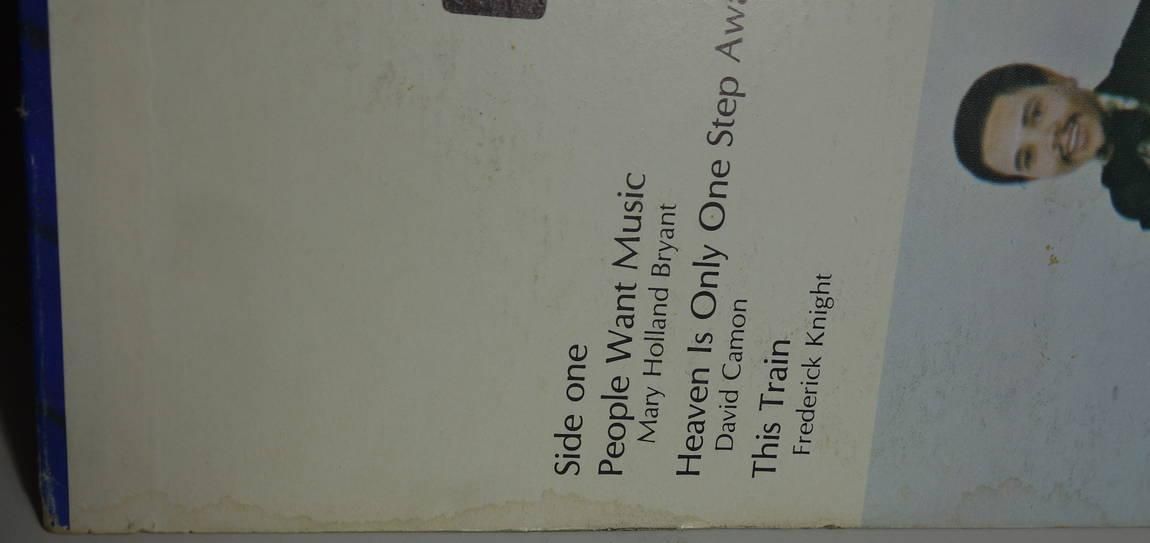 Side one
People Want Music
Mary Holland Bryant
Heaven Is Only One Step
David Camon
This Train
Frederick Knight